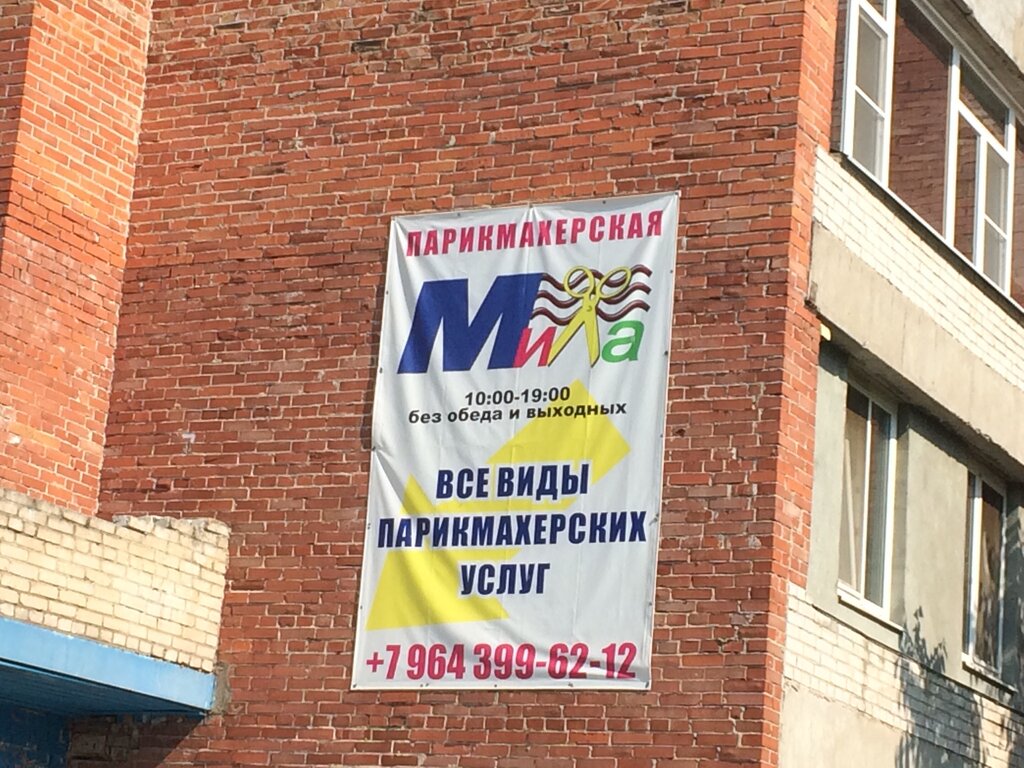 ПАРИКМАХЕРСКАЯ
Мила
10:00-19:00
без обеда и выходных
ВСЕ ВИДЫ
ПАРИКМАХЕРСКИХ
УСЛУГ
+7 964 399-62-12